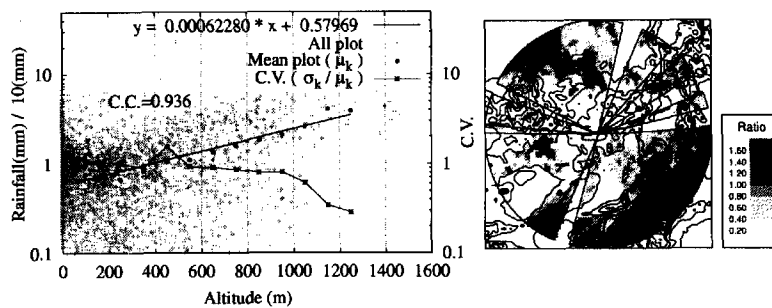 y = 0.00062280 * x + 0.57969
All plot
Mean plot ( μk )
C.V. ( σk / μk )
C.C.=0.936
10
1
0.1
Rainfall(mm) / 10(mm)
0 200 400 600 800 1000 1200 1400 1600
Altitude (m)
10
1
0.1
C.V.
Ratio
1.60
1.40
1.20
1.00
0.80
0.60
0.40
0.20